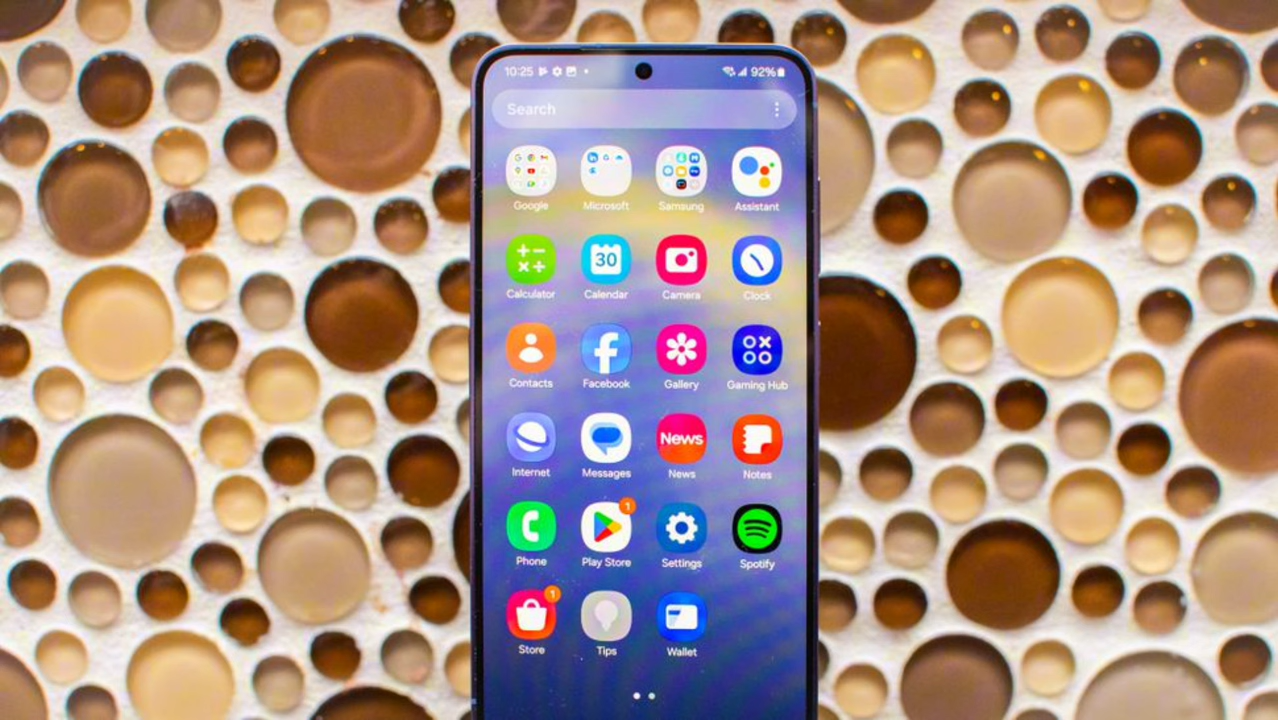 10:25 92%
Search
Google Microsoft Samsung Assistant
30
Calculator Calendar Camera Clock
Contacts Facebook Gallery Gaming Hub
News
Internet Messages News Notes
1
Phone Play Store Settings Spotify
1
Store Tips Wallet